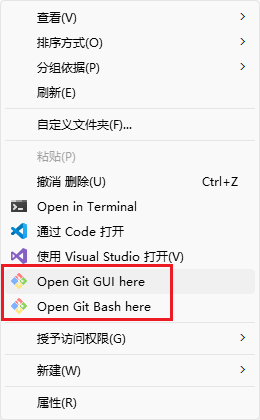 查看(V)
排序方式(O)
分组依据(P)
刷新(E)
自定义文件夹(F)...
粘贴(P)
撤消 删除(U) Ctrl+Z
Open in Terminal
通过 Code 打开
使用 Visual Studio 打开(V)
Open Git GUI here
Open Git Bash here
授予访问权限(G)
新建(W)
属性(R)